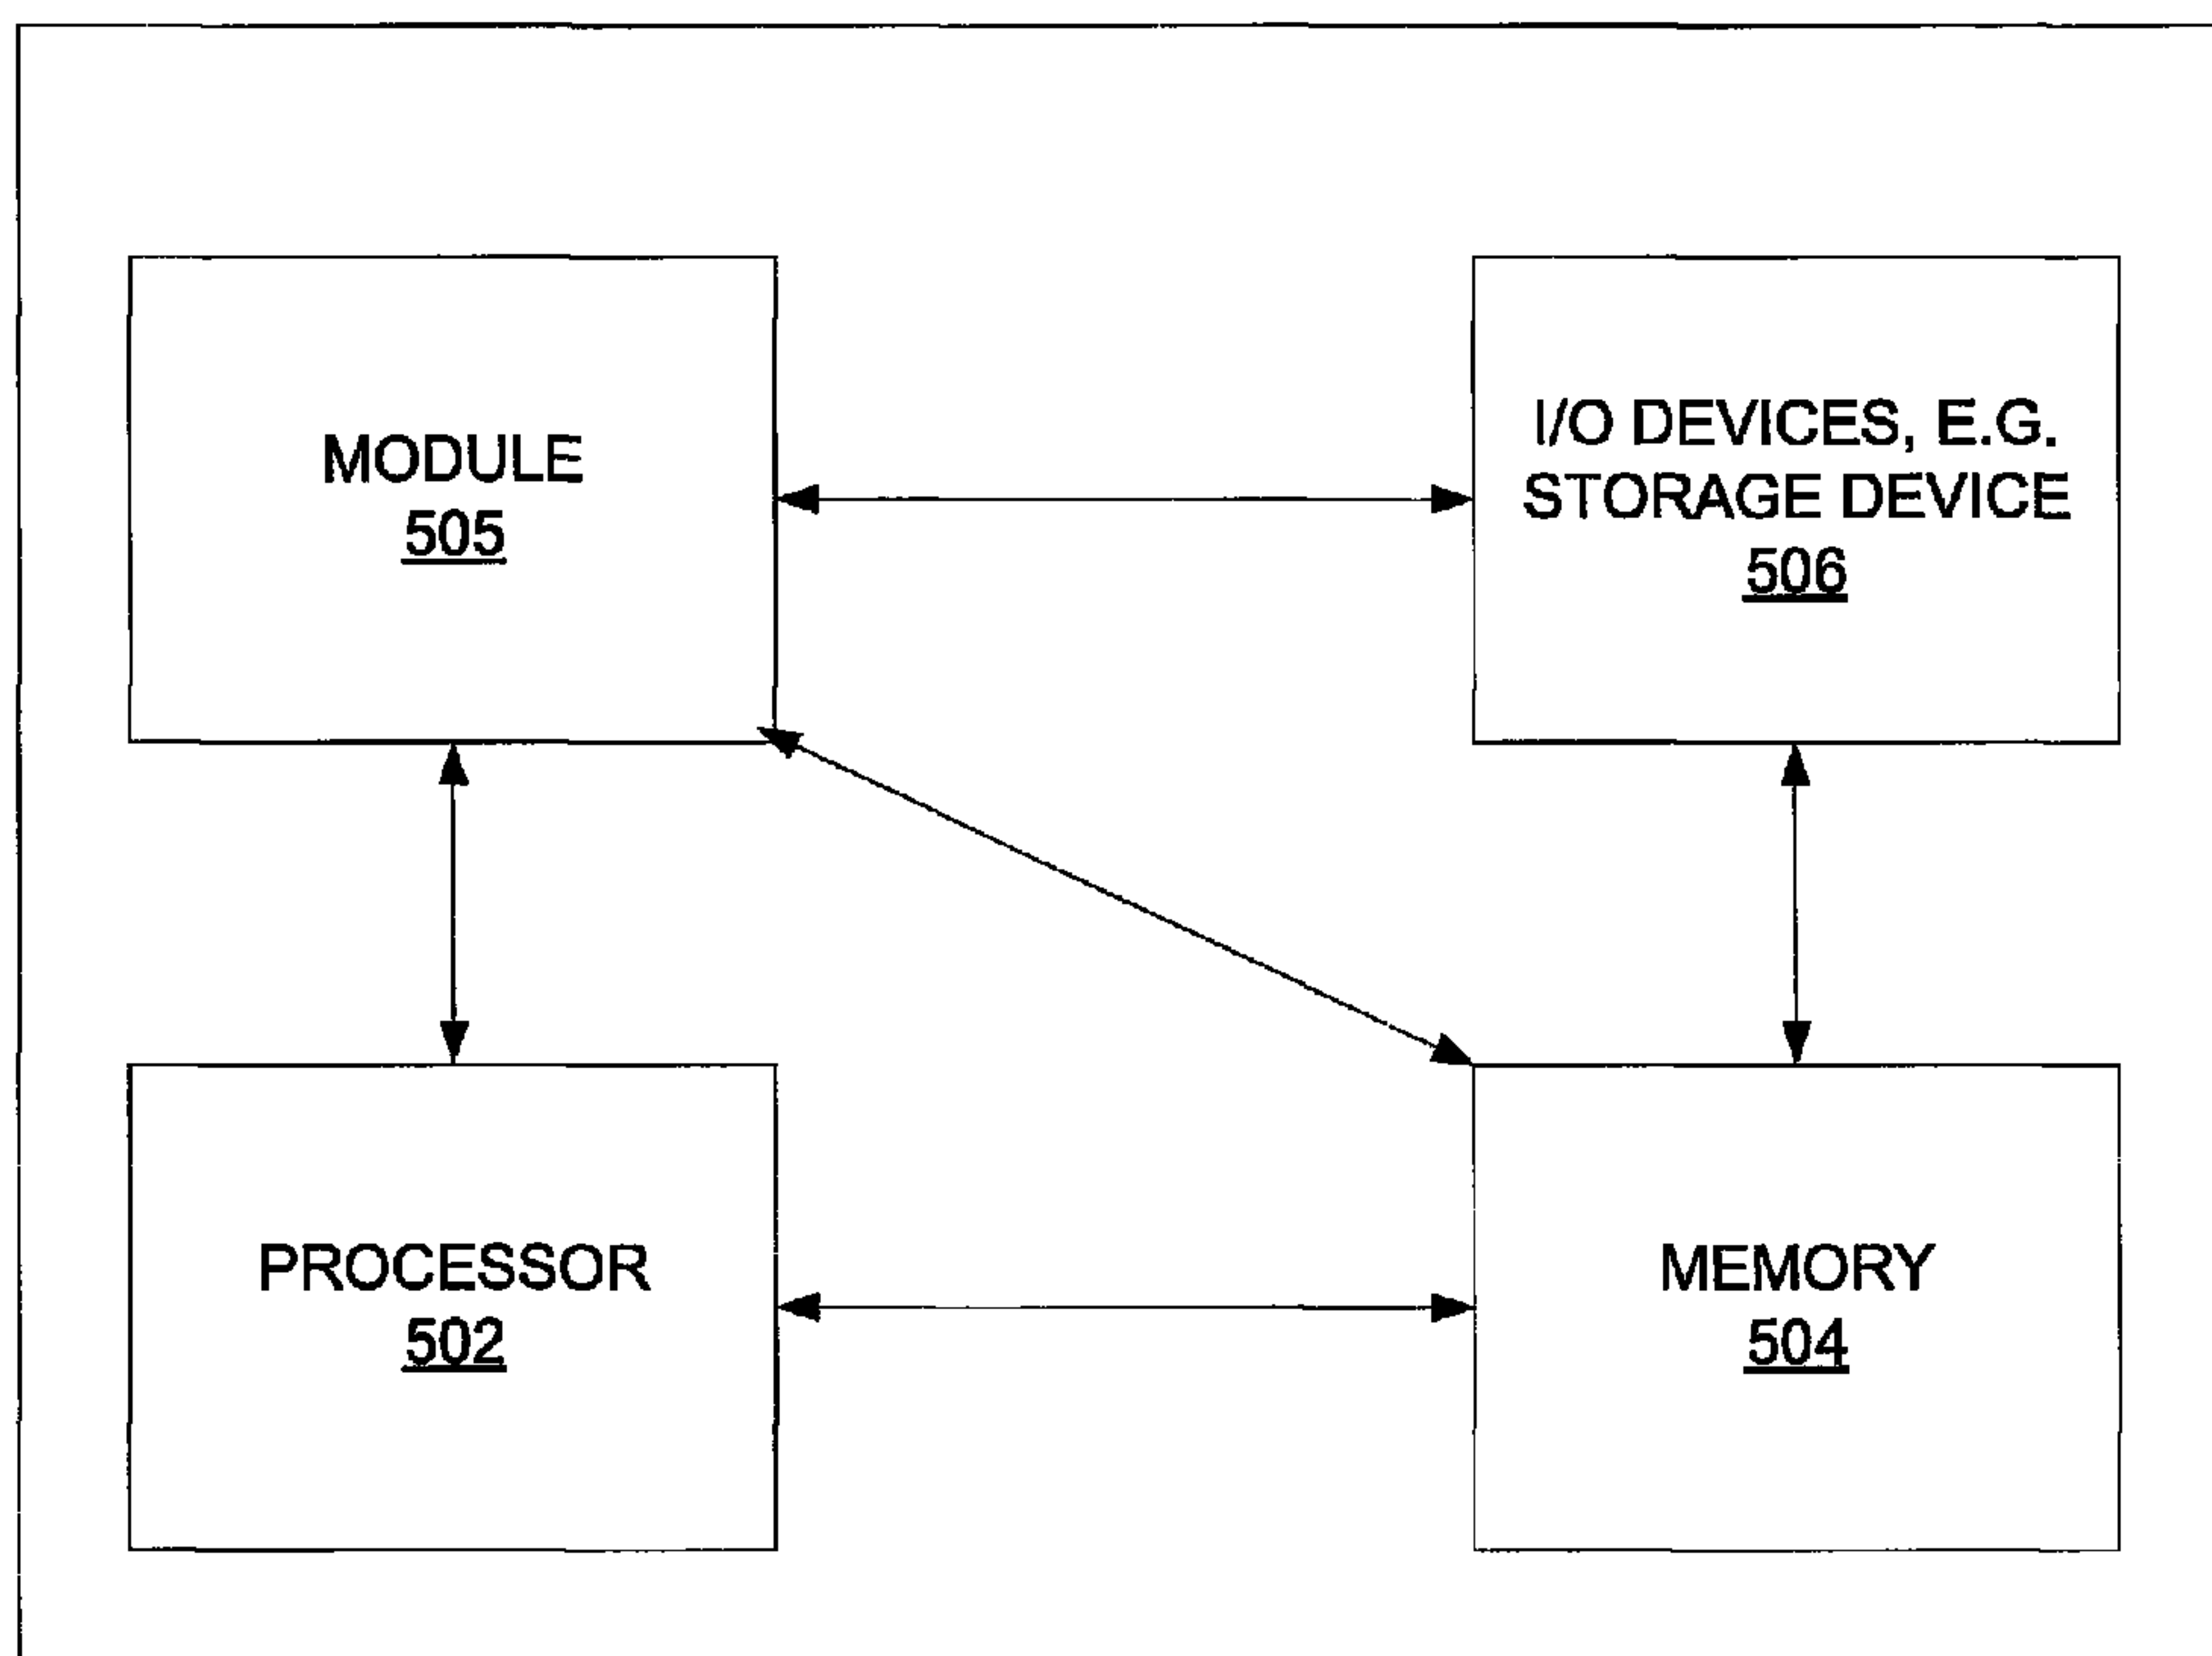 MODULE
505
I/O DEVICES, E.G.
STORAGE DEVICE
506
PROCESSOR
502
MEMORY
504